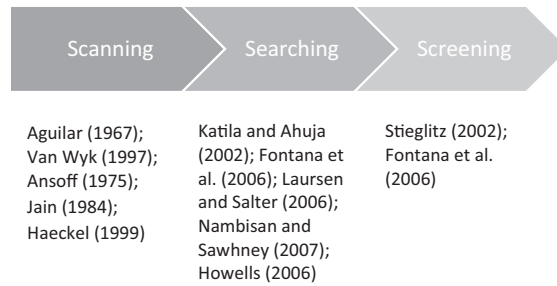 Scanning
Searching
Screening
Aguilar (1967);
Van Wyk (1997);
Ansoff (1975);
Jain (1984);
Haeckel (1999)
Katila and Ahuja
(2002); Fontana et
al. (2006); Laursen
and Salter (2006);
Nambisan and
Sawhney (2007);
Howells (2006)
Stieglitz (2002);
Fontana et al.
(2006)